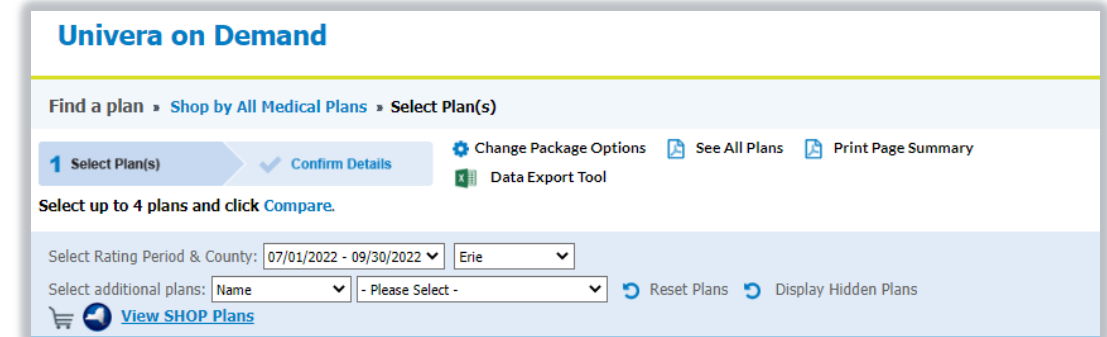 Univera on Demand
Find a plan » Shop by All Medical Plans » Select Plan(s)
1 Select Plan(s) Confirm Details Change Package Options See All Plans Print Page Summary
Data Export Tool
Select up to 4 plans and click Compare.
Select Rating Period & County: 07/01/2022 - 09/30/2022 Erie
Select additional plans: Name - Please Select - Reset Plans Display Hidden Plans
View SHOP Plans